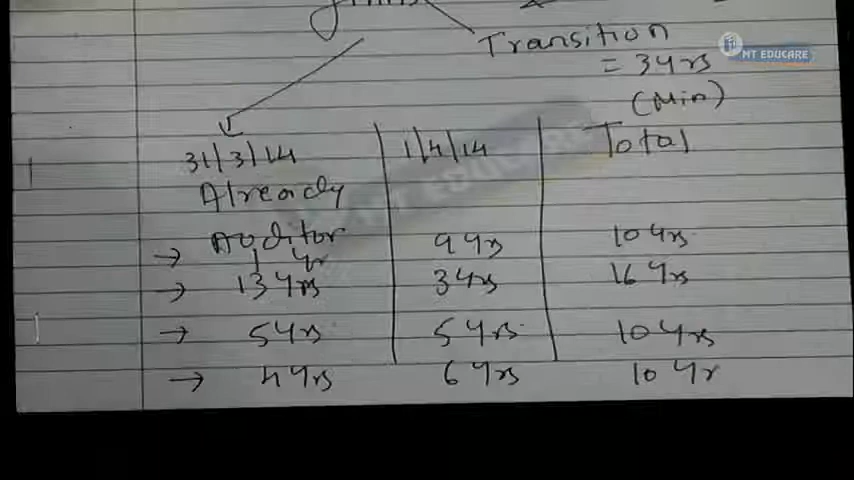 Transition
= 3 Yrs
(Min)
MT EDUCARE
31/3/14 1/4/14 Total
Already
Auditor
→ 1 Yr 9 Yrs 10 Yrs
→ 13 Yrs 3 Yrs 16 Yrs
→ 5 Yrs 5 Yrs 10 Yrs
→ 4 Yrs 6 Yrs 10 Yr
MT EDUCARE